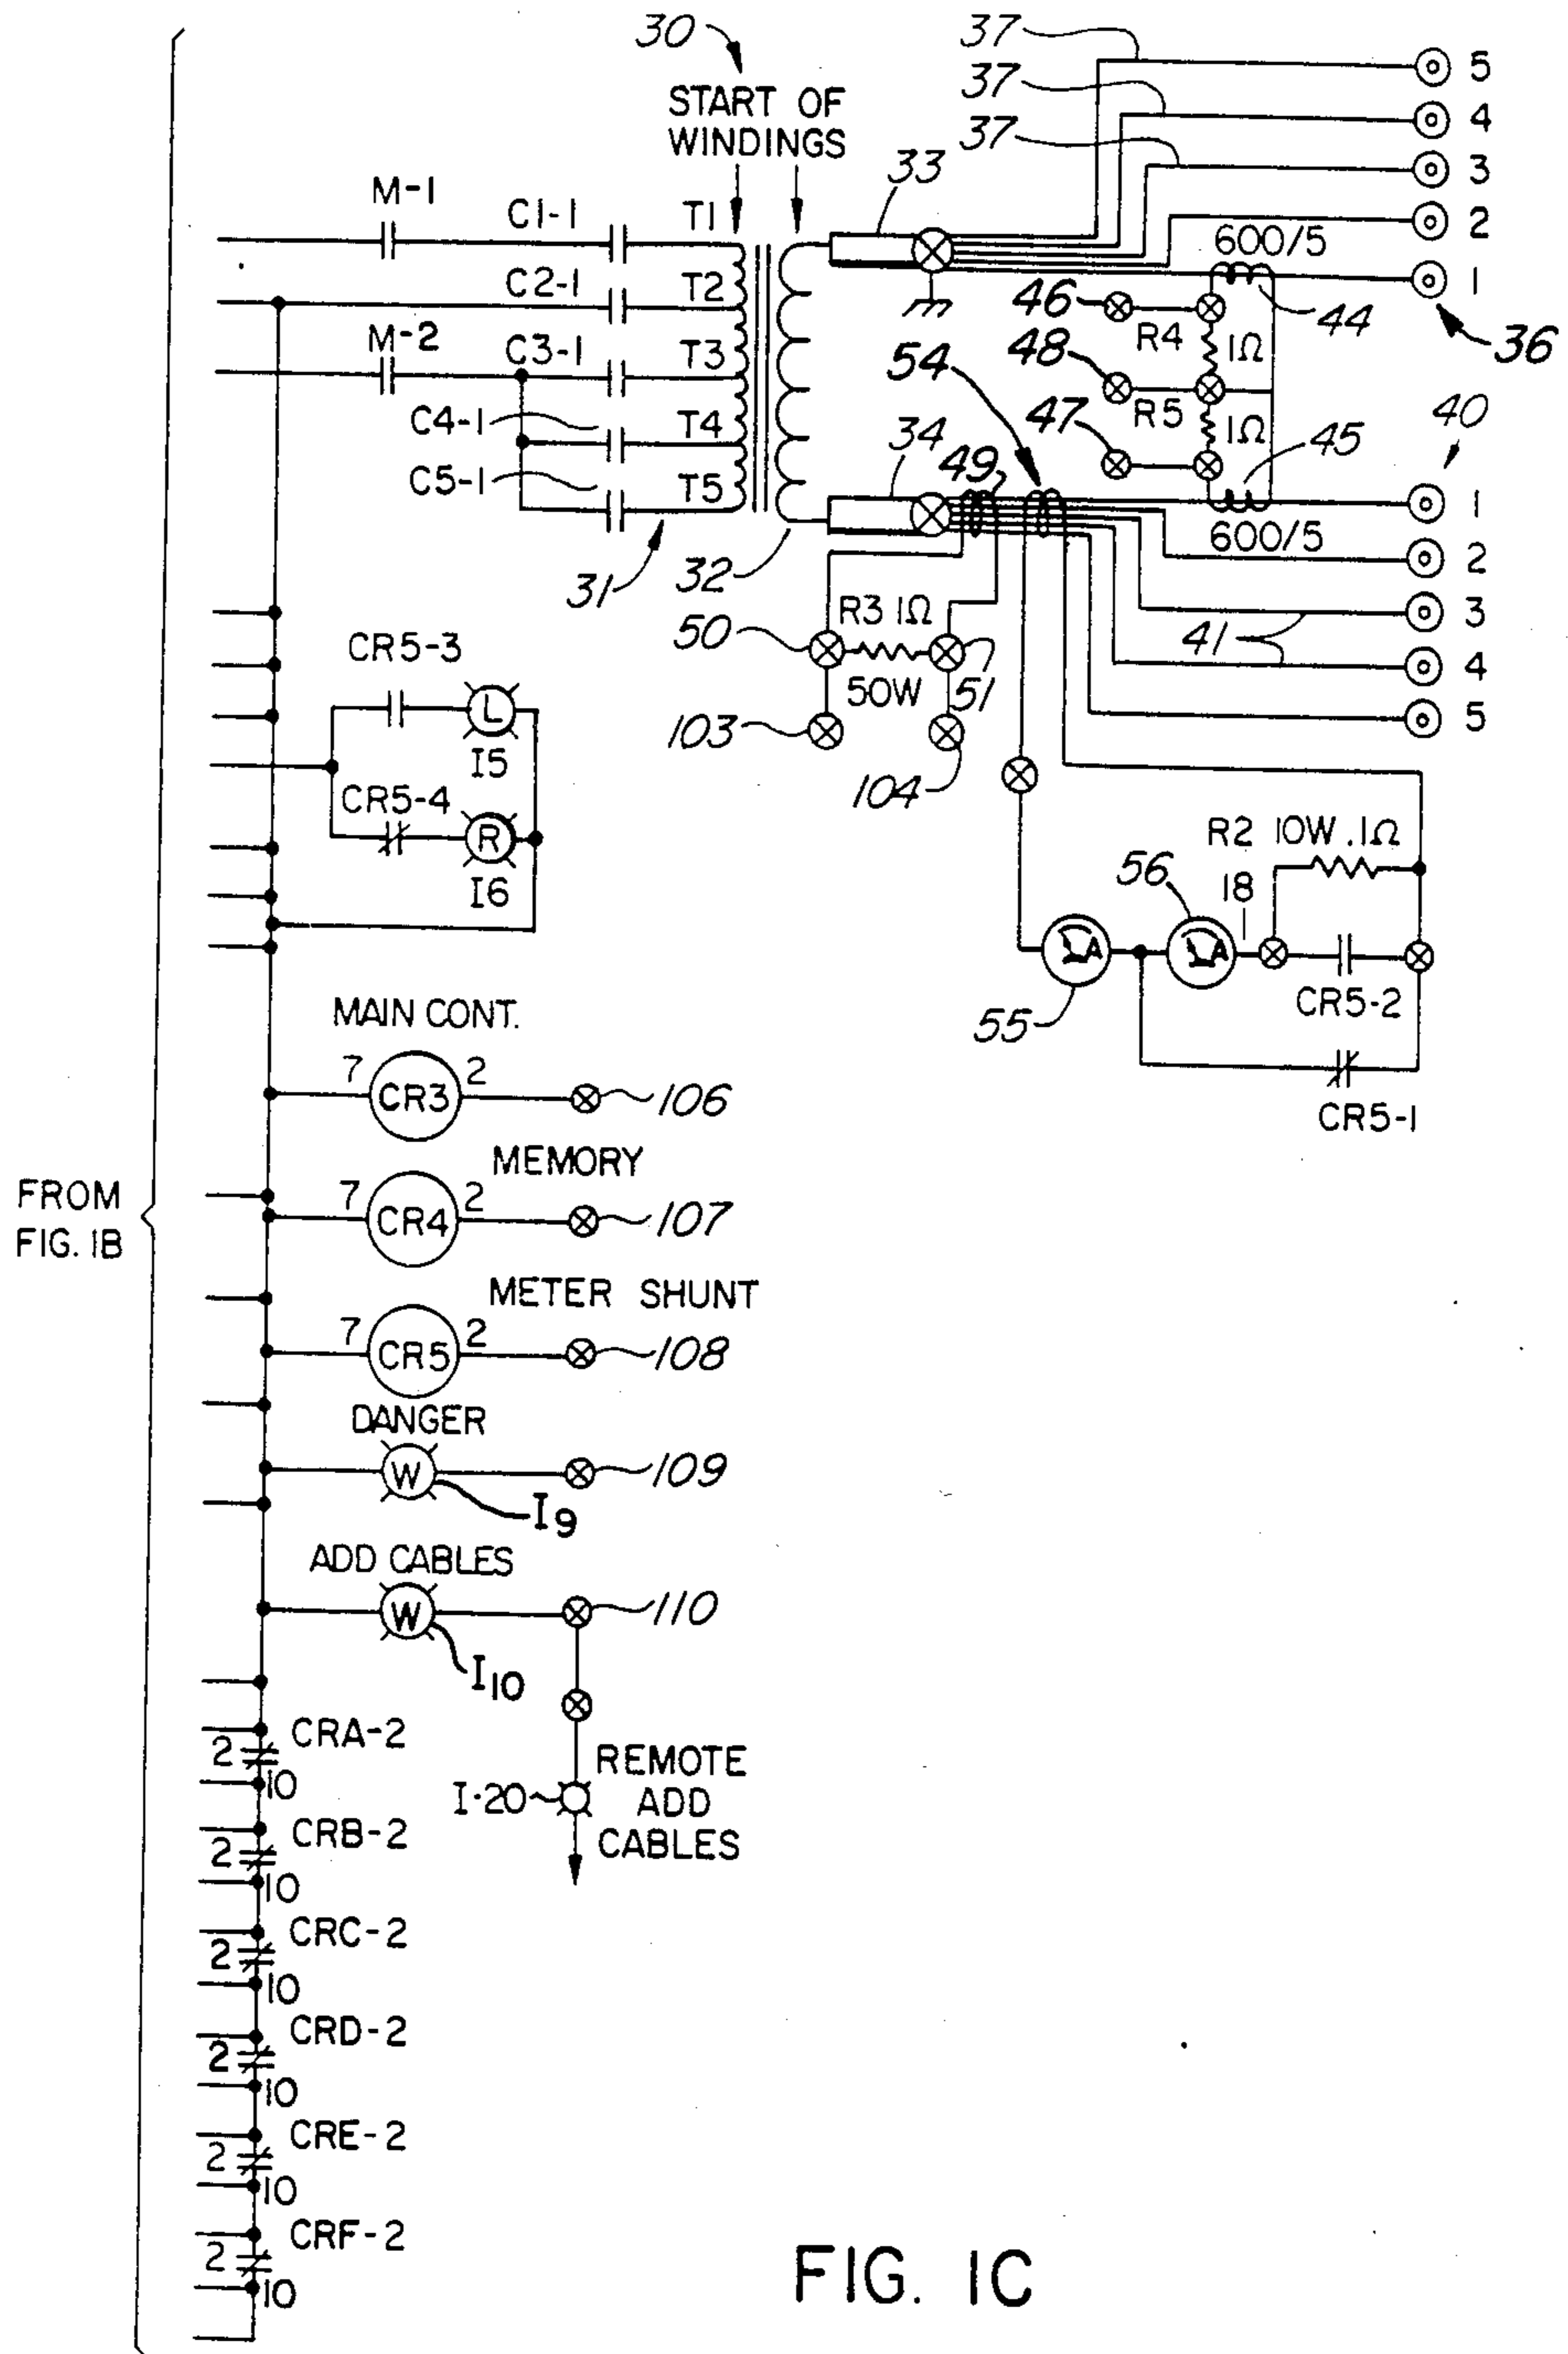 30
37
5
START OF
WINDINGS
37
4
37
3
33
M-1
C1-1
T1
2
600/5
C2-1
T2
1
46
R4
1Ω
44
36
M-2
C3-1
T3
54
48
R5
1Ω
40
C4-1
T4
47
45
34
49
C5-1
T5
1
600/5
31
32
2
R3 1Ω
3
50
41
CR5-3
50W
51
4
L
103
5
I5
104
CR5-4
R
R2 10W .1Ω
56
18
I6
A
A
CR5-2
MAIN CONT.
55
7
CR3
2
106
CR5-1
MEMORY
FROM
FIG. 1B
7
CR4
2
107
METER SHUNT
7
CR5
2
108
DANGER
W
109
I9
ADD CABLES
W
110
I10
CRA-2
2
10
REMOTE
ADD
CABLES
I·20
CRB-2
2
10
CRC-2
2
10
CRD-2
2
10
CRE-2
2
10
CRF-2
2
10
FIG. 1C